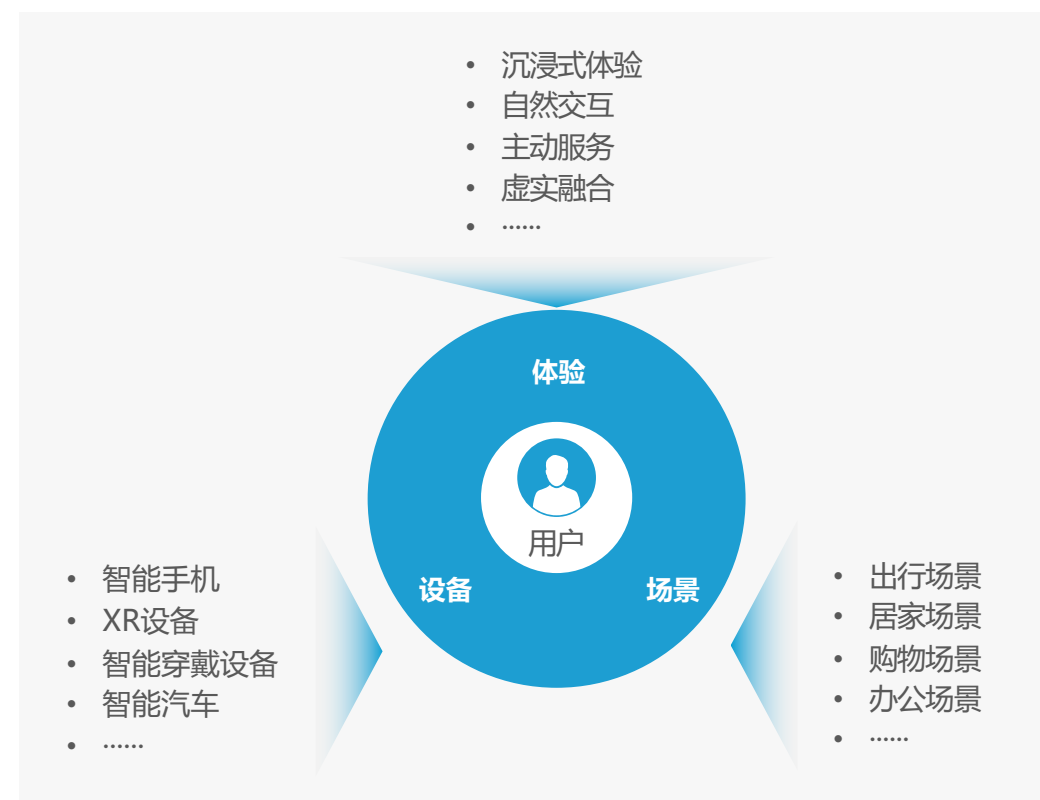 • 沉浸式体验
• 自然交互
• 主动服务
• 虚实融合
• ······
体验
用户
设备
场景
• 智能手机
• XR设备
• 智能穿戴设备
• 智能汽车
• ······
• 出行场景
• 居家场景
• 购物场景
• 办公场景
• ······